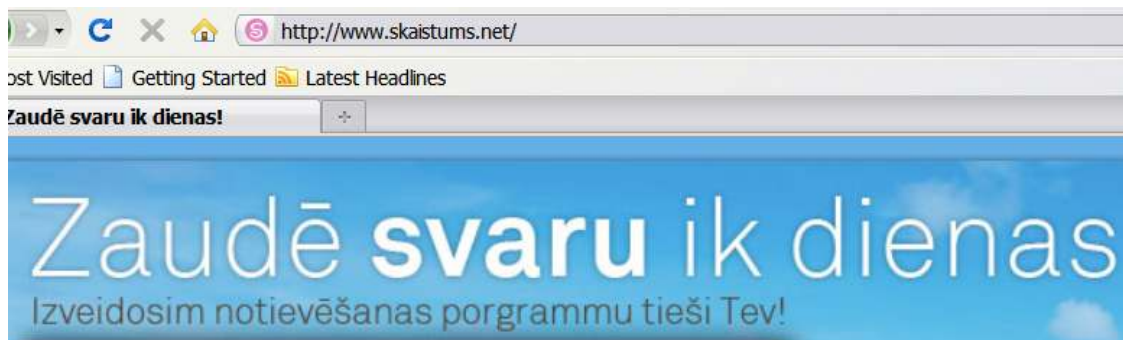 http://www.skaistums.net/
ost Visited Getting Started Latest Headlines
Zaudē svaru ik dienas!
Zaudē svaru ik dienas
Izveidosim notievēšanas porgrammu tieši Tev!